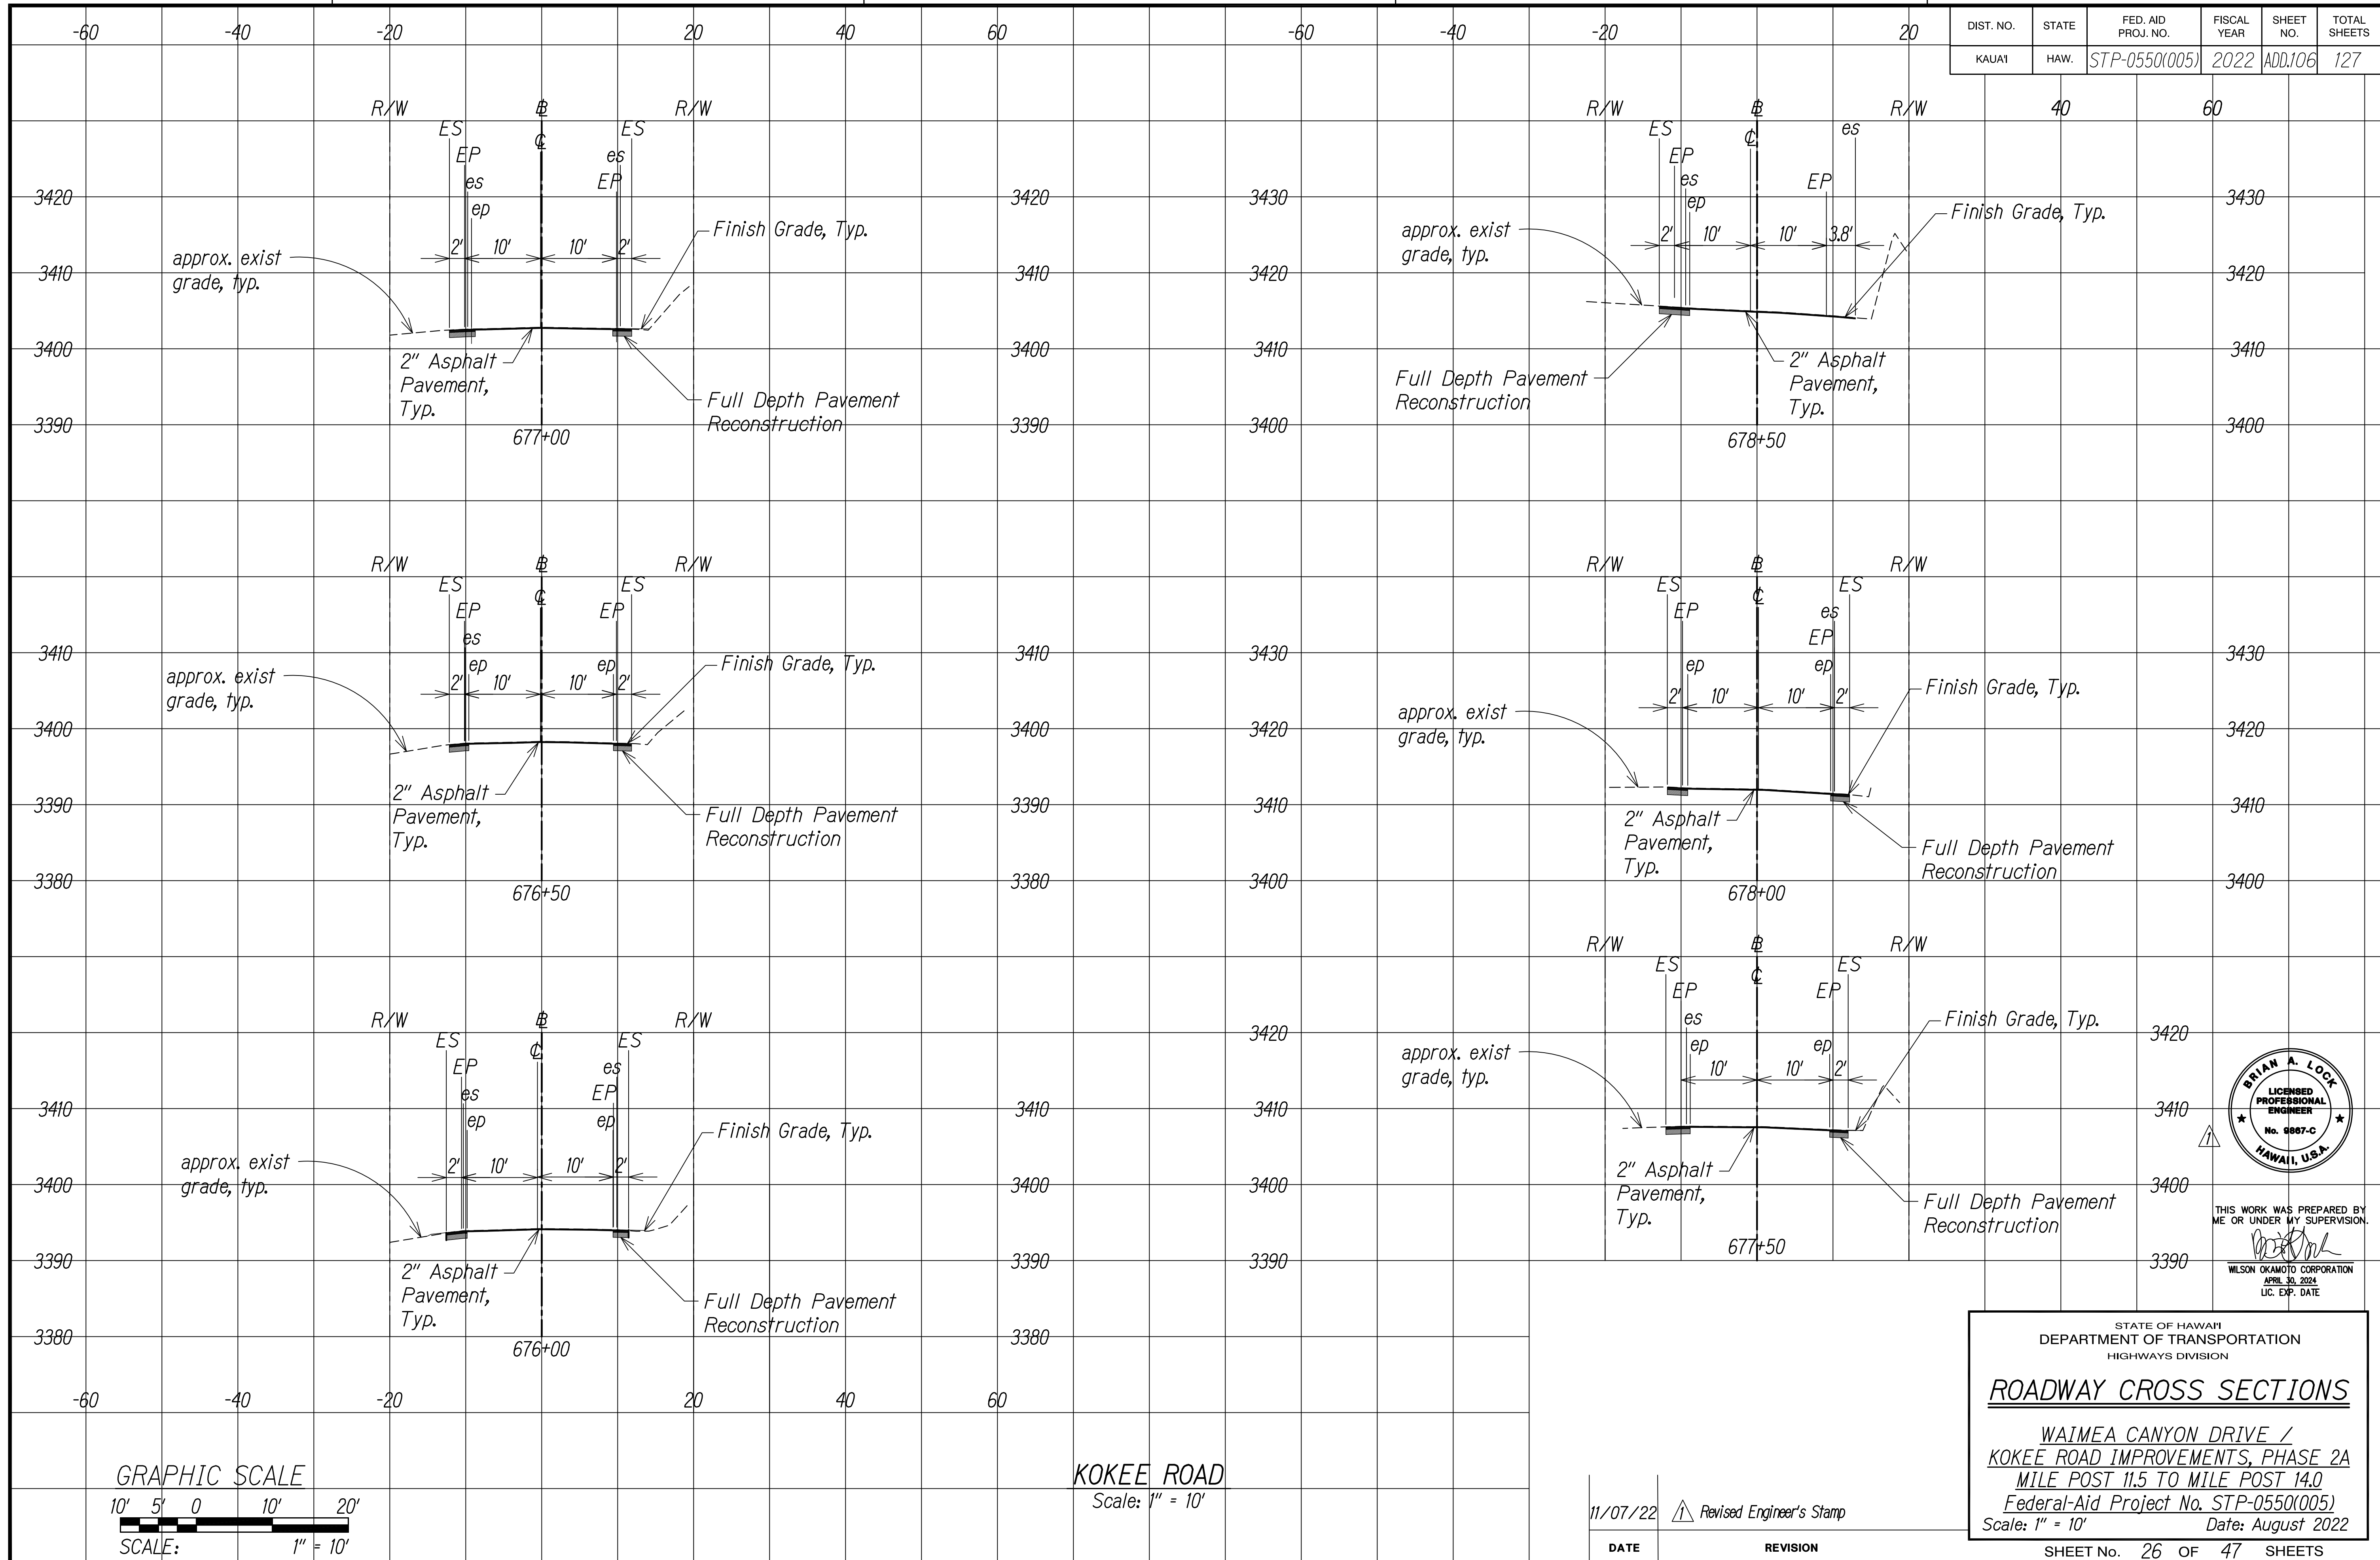 -60 -40 -20 20 40 60 -40 -20 20
DIST. NO. STATE FED. AID PROJ. NO. FISCAL YEAR SHEET NO. TOTAL SHEETS
KAUA'I HAW. STP-0550(005) 2022 ADD.106 127
R/W ℄ R/W
ES ES
EP es
es EP
ep
3420 3420
2' 10' 10' 2'
Finish Grade, Typ.
approx. exist
grade, typ.
3410 3410
3400 3400
2" Asphalt
Pavement,
Typ.
Full Depth Pavement
Reconstruction
3390 3390
677+00
R/W ℄ R/W
ES ES
EP EP
es
ep ep
3410 3410
2' 10' 10' 2'
Finish Grade, Typ.
approx. exist
grade, typ.
3400 3400
2" Asphalt
Pavement,
Typ.
3390 3390
Full Depth Pavement
Reconstruction
3380 3380
676+50
R/W ℄ R/W
ES ES
EP es
es EP
ep ep
3410 3410
Finish Grade, Typ.
2' 10' 10' 2'
approx. exist
grade, typ.
3400 3400
3390 3390
2" Asphalt
Pavement,
Typ.
Full Depth Pavement
Reconstruction
3380 3380
676+00
-60 -40 -20 20 40 60
R/W ℄ R/W 40 60
ES es
EP EP
es
ep
3430 3430
2' 10' 10' 3.8'
Finish Grade, Typ.
approx. exist
grade, typ.
3420 3420
3410 3410
2" Asphalt
Pavement,
Typ.
Full Depth Pavement
Reconstruction
3400 3400
678+50
R/W ℄ R/W
ES ES
EP es
EP
ep ep
3430 3430
2' 10' 10' 2'
Finish Grade, Typ.
approx. exist
grade, typ.
3420 3420
3410 3410
2" Asphalt
Pavement,
Typ.
Full Depth Pavement
Reconstruction
3400 3400
678+00
R/W ℄ R/W
ES ES
EP EP
es
ep ep
3420 3420
10' 10' 2'
Finish Grade, Typ.
approx. exist
grade, typ.
3410 3410
3400 3400
2" Asphalt
Pavement,
Typ.
Full Depth Pavement
Reconstruction
3390 3390
677+50
1
BRIAN A. LOCK
LICENSED
PROFESSIONAL
ENGINEER
No. 9867-C
HAWAII, U.S.A.
THIS WORK WAS PREPARED BY
ME OR UNDER MY SUPERVISION.
WILSON OKAMOTO CORPORATION
APRIL 30, 2024
LIC. EXP. DATE
GRAPHIC SCALE
10' 5' 0 10' 20'
SCALE: 1" = 10'
KOKEE ROAD
Scale: 1" = 10'
11/07/22 1 Revised Engineer's Stamp
DATE REVISION
STATE OF HAWAI'I
DEPARTMENT OF TRANSPORTATION
HIGHWAYS DIVISION
ROADWAY CROSS SECTIONS
WAIMEA CANYON DRIVE /
KOKEE ROAD IMPROVEMENTS, PHASE 2A
MILE POST 11.5 TO MILE POST 14.0
Federal-Aid Project No. STP-0550(005)
Scale: 1" = 10' Date: August 2022
SHEET No. 26 OF 47 SHEETS